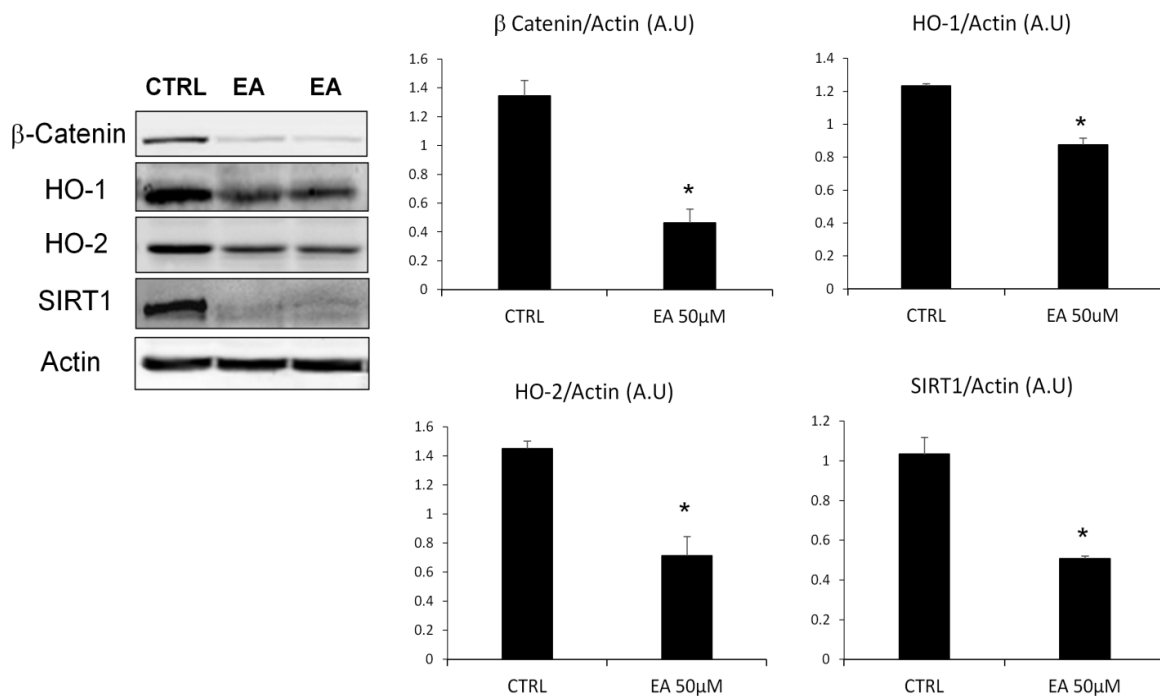 CTRL EA EA
β-Catenin
HO-1
HO-2
SIRT1
Actin
β Catenin/Actin (A.U)
1.6
1.4
1.2
1
0.8
0.6
0.4
0.2
0
*
CTRL EA 50µM
HO-1/Actin (A.U)
1.4
1.2
1
0.8
0.6
0.4
0.2
0
*
CTRL EA 50uM
HO-2/Actin (A.U)
1.6
1.4
1.2
1
0.8
0.6
0.4
0.2
0
*
CTRL EA 50µM
SIRT1/Actin (A.U)
1.2
1
0.8
0.6
0.4
0.2
0
*
CTRL EA 50µM